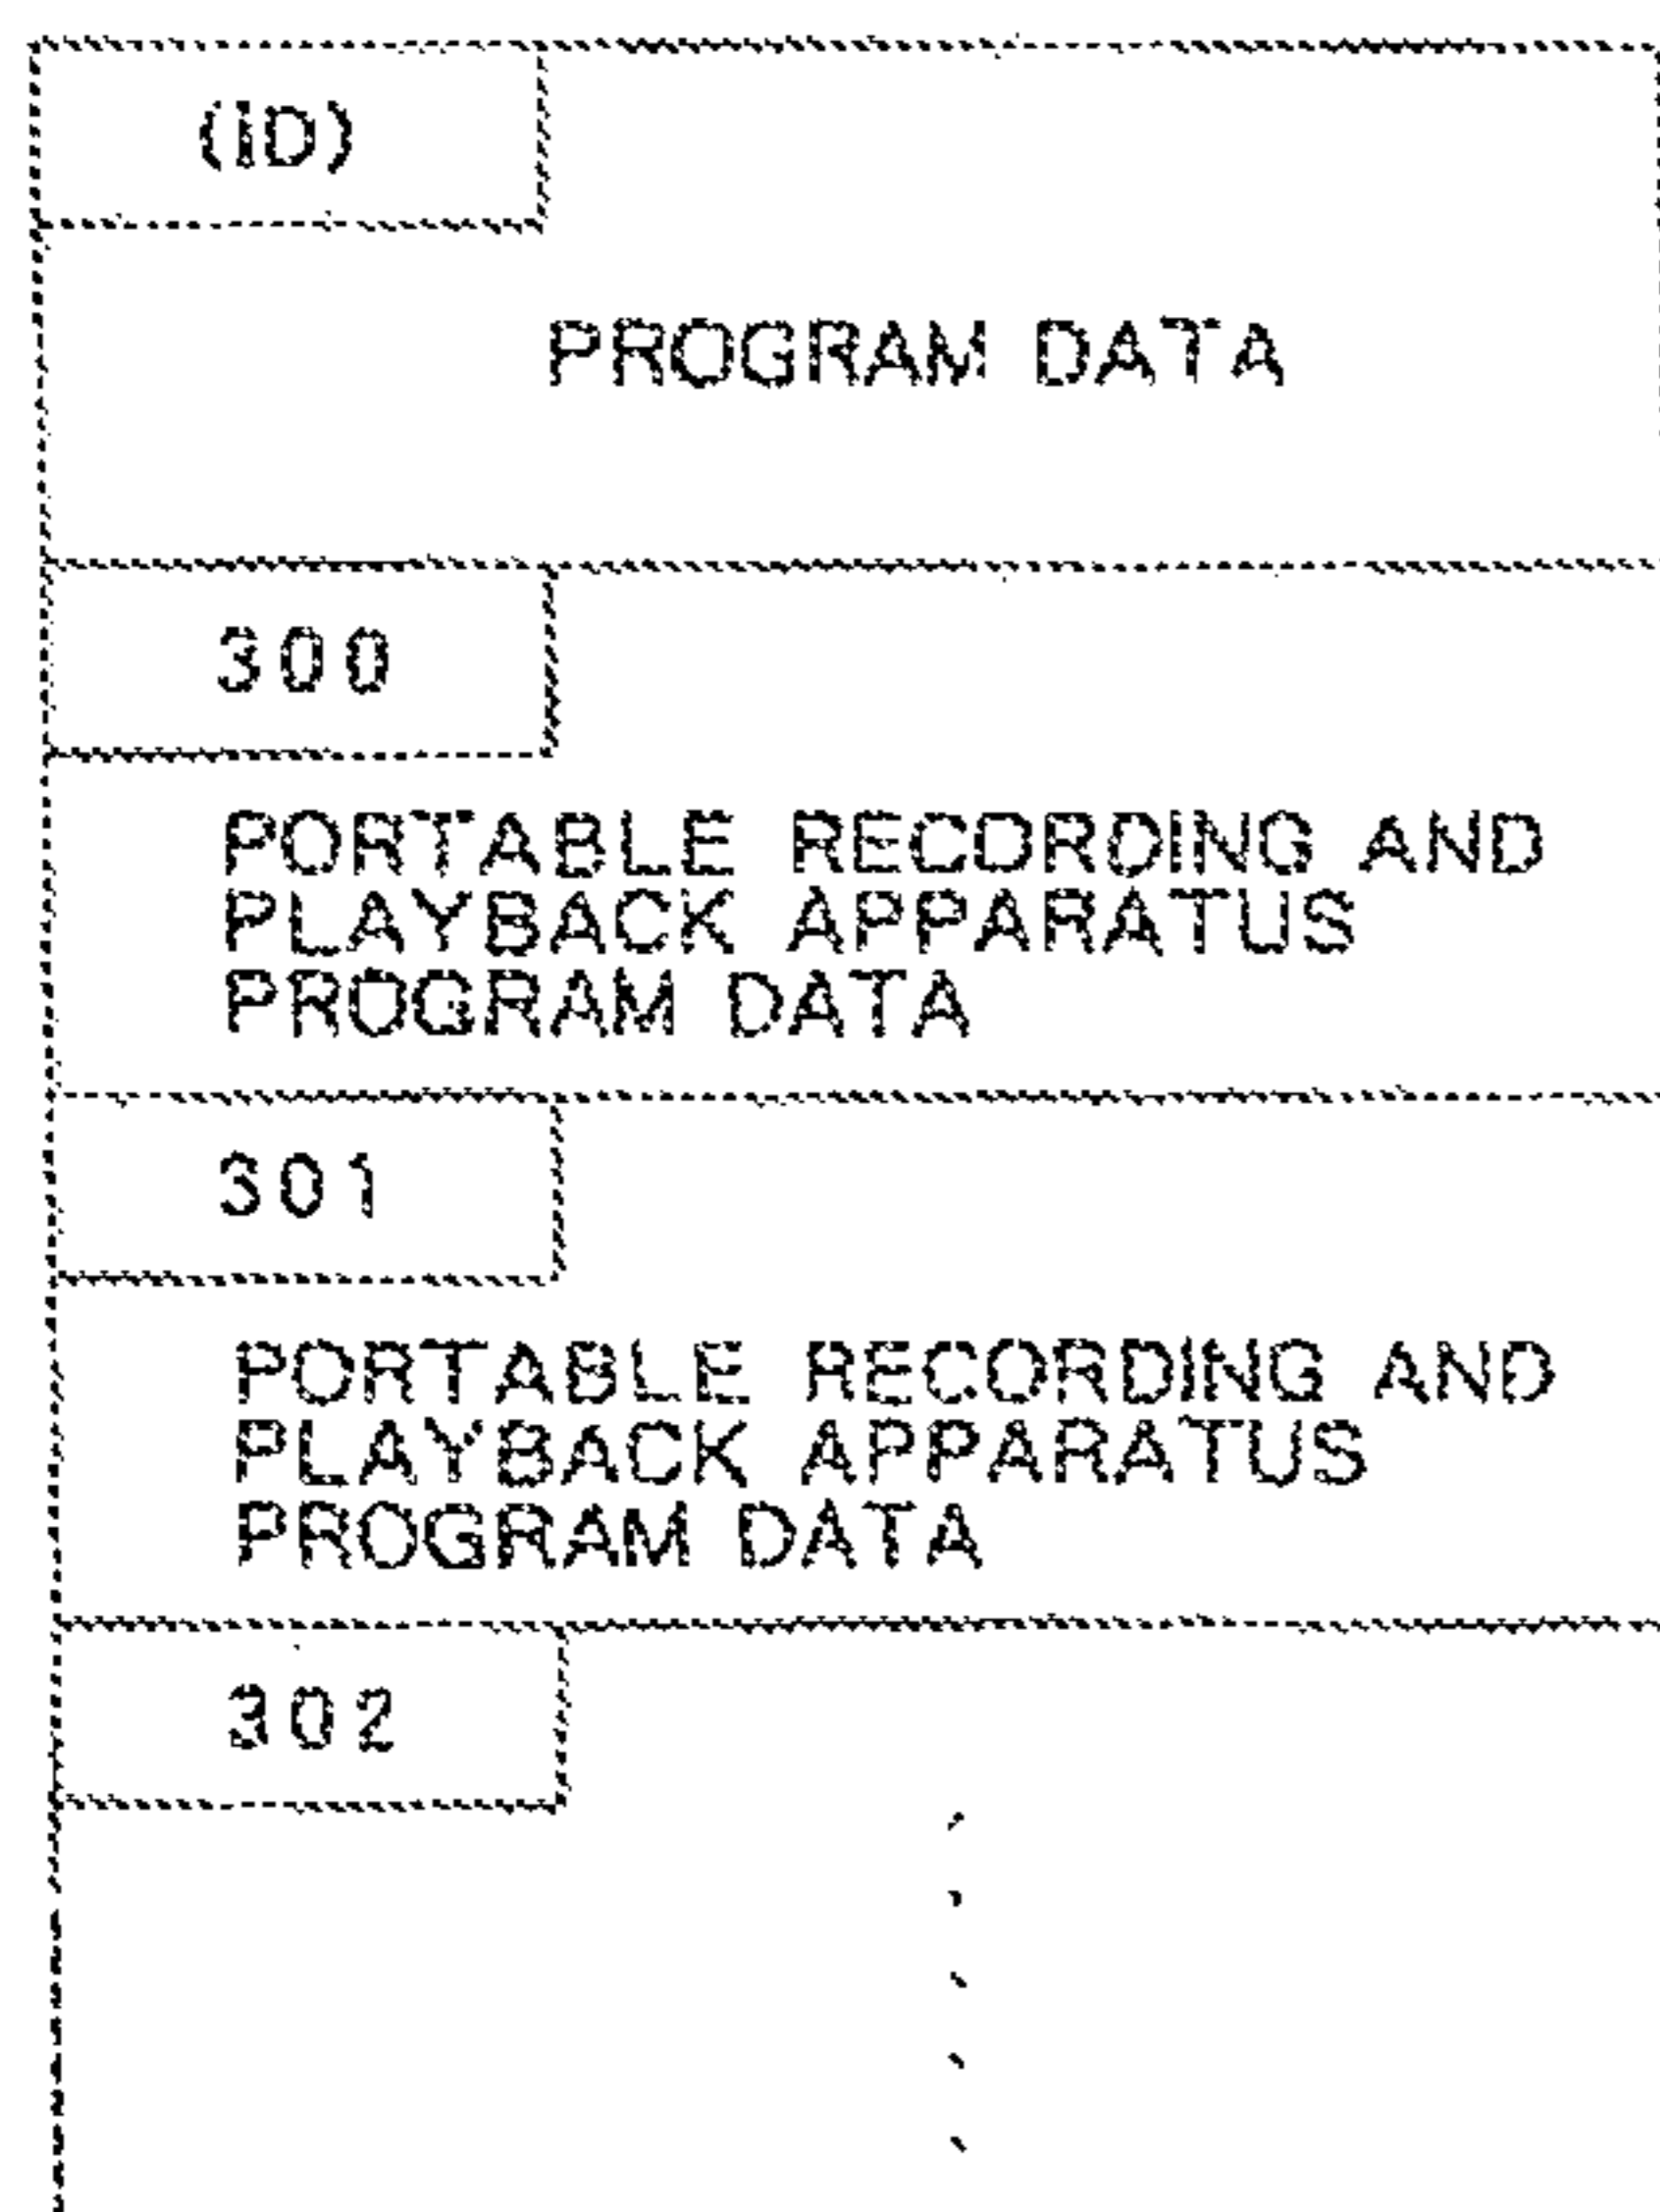 (ID)
PROGRAM DATA
300
PORTABLE RECORDING AND
PLAYBACK APPARATUS
PROGRAM DATA
301
PORTABLE RECORDING AND
PLAYBACK APPARATUS
PROGRAM DATA
302